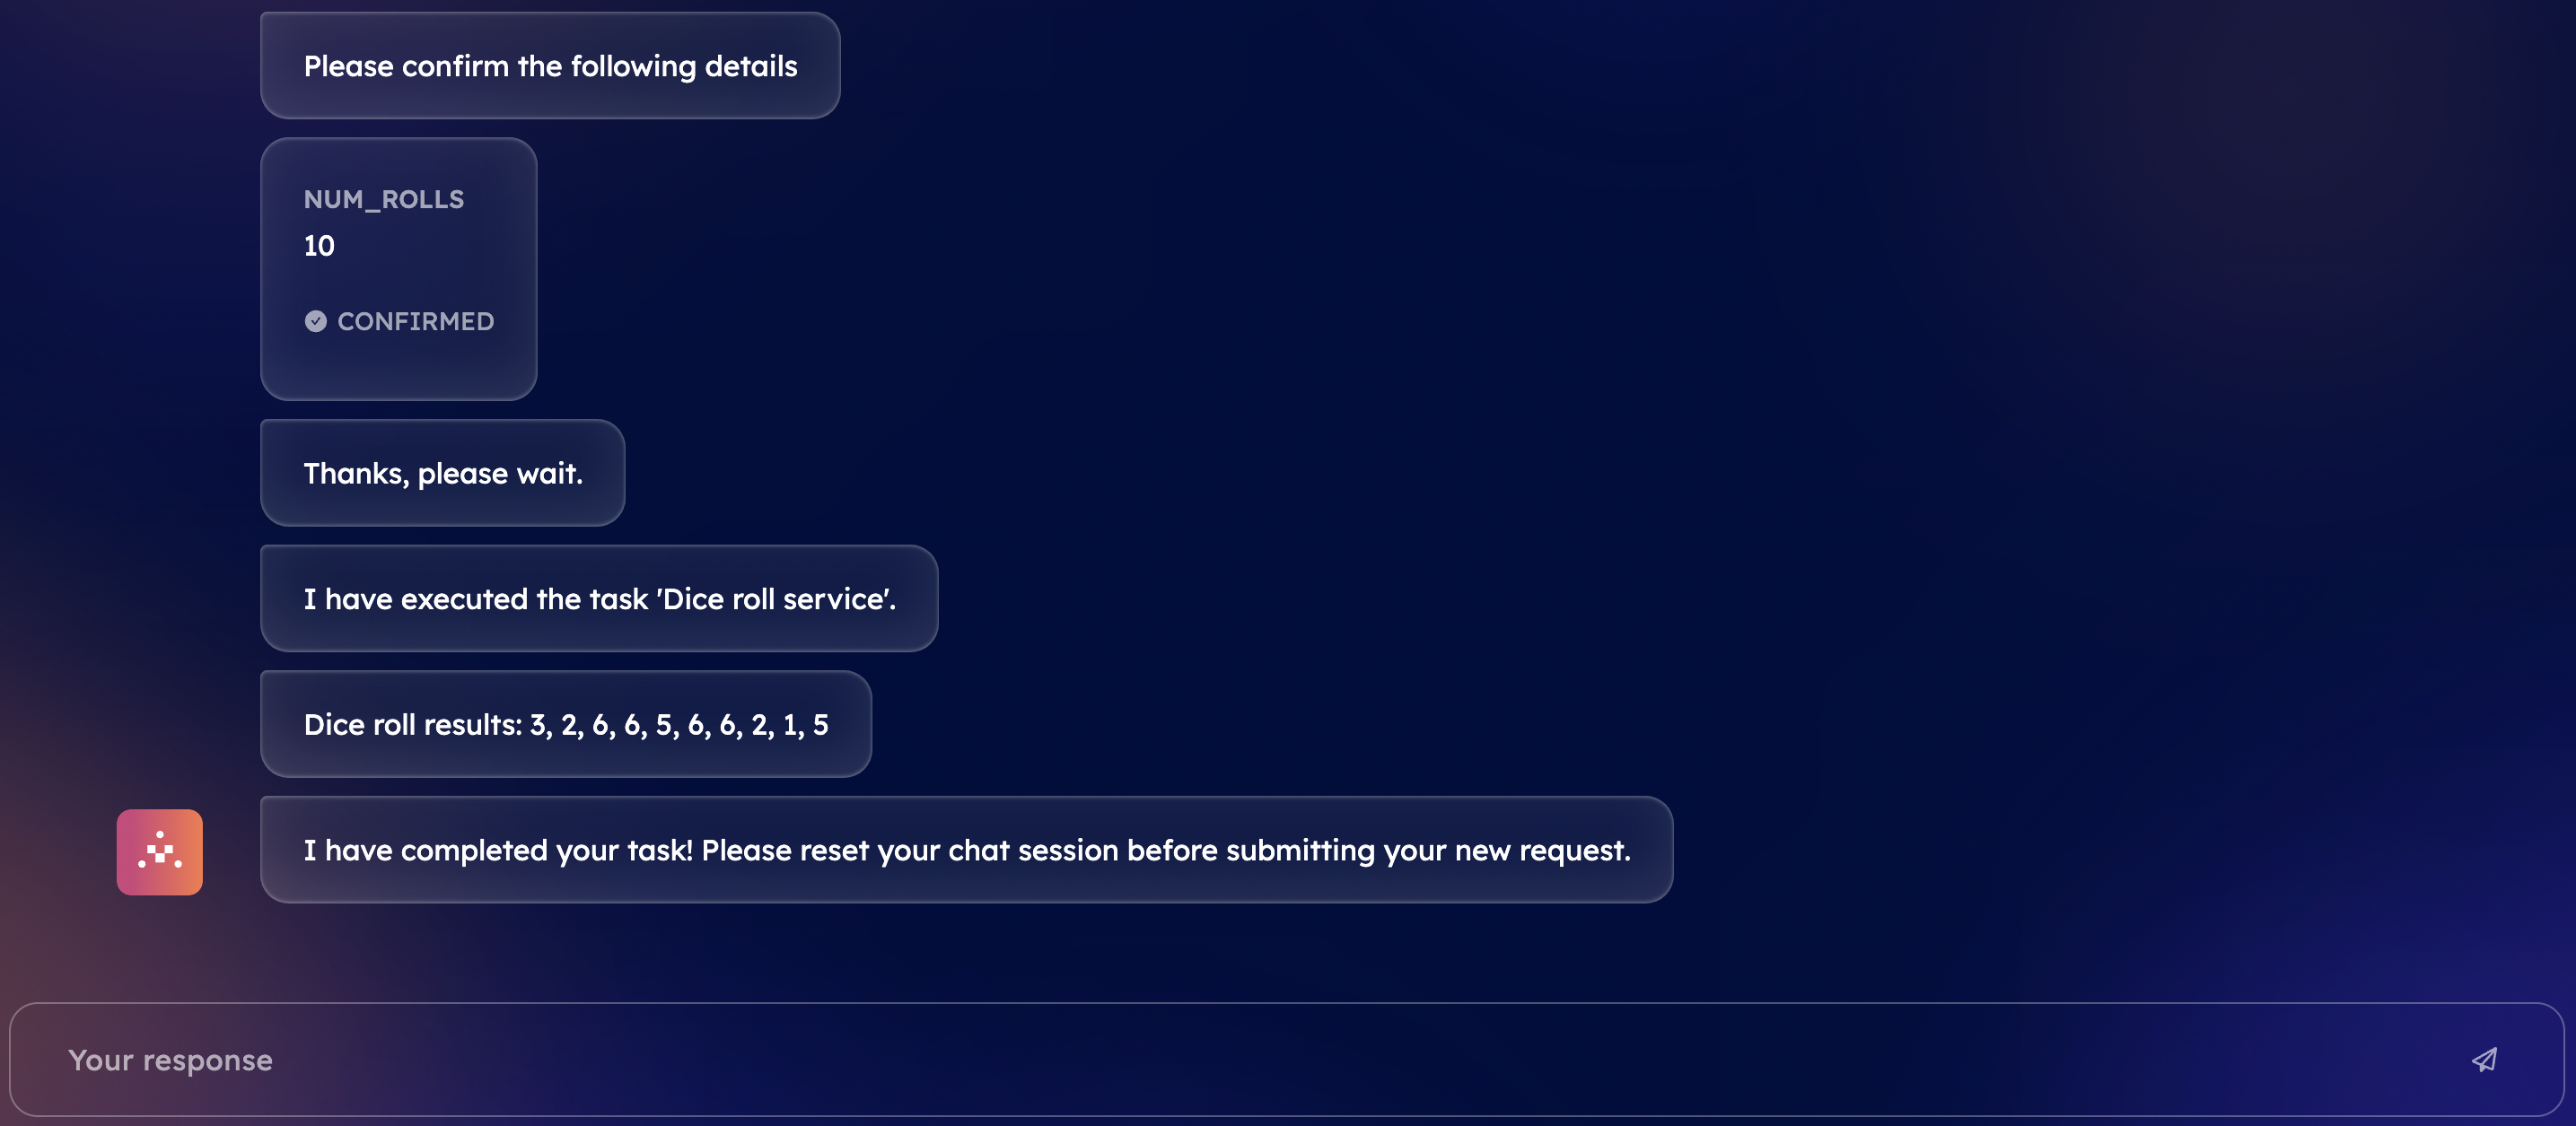 Please confirm the following details
NUM_ROLLS
10
CONFIRMED
Thanks, please wait.
I have executed the task 'Dice roll service'.
Dice roll results: 3, 2, 6, 6, 5, 6, 6, 2, 1, 5
I have completed your task! Please reset your chat session before submitting your new request.
Your response